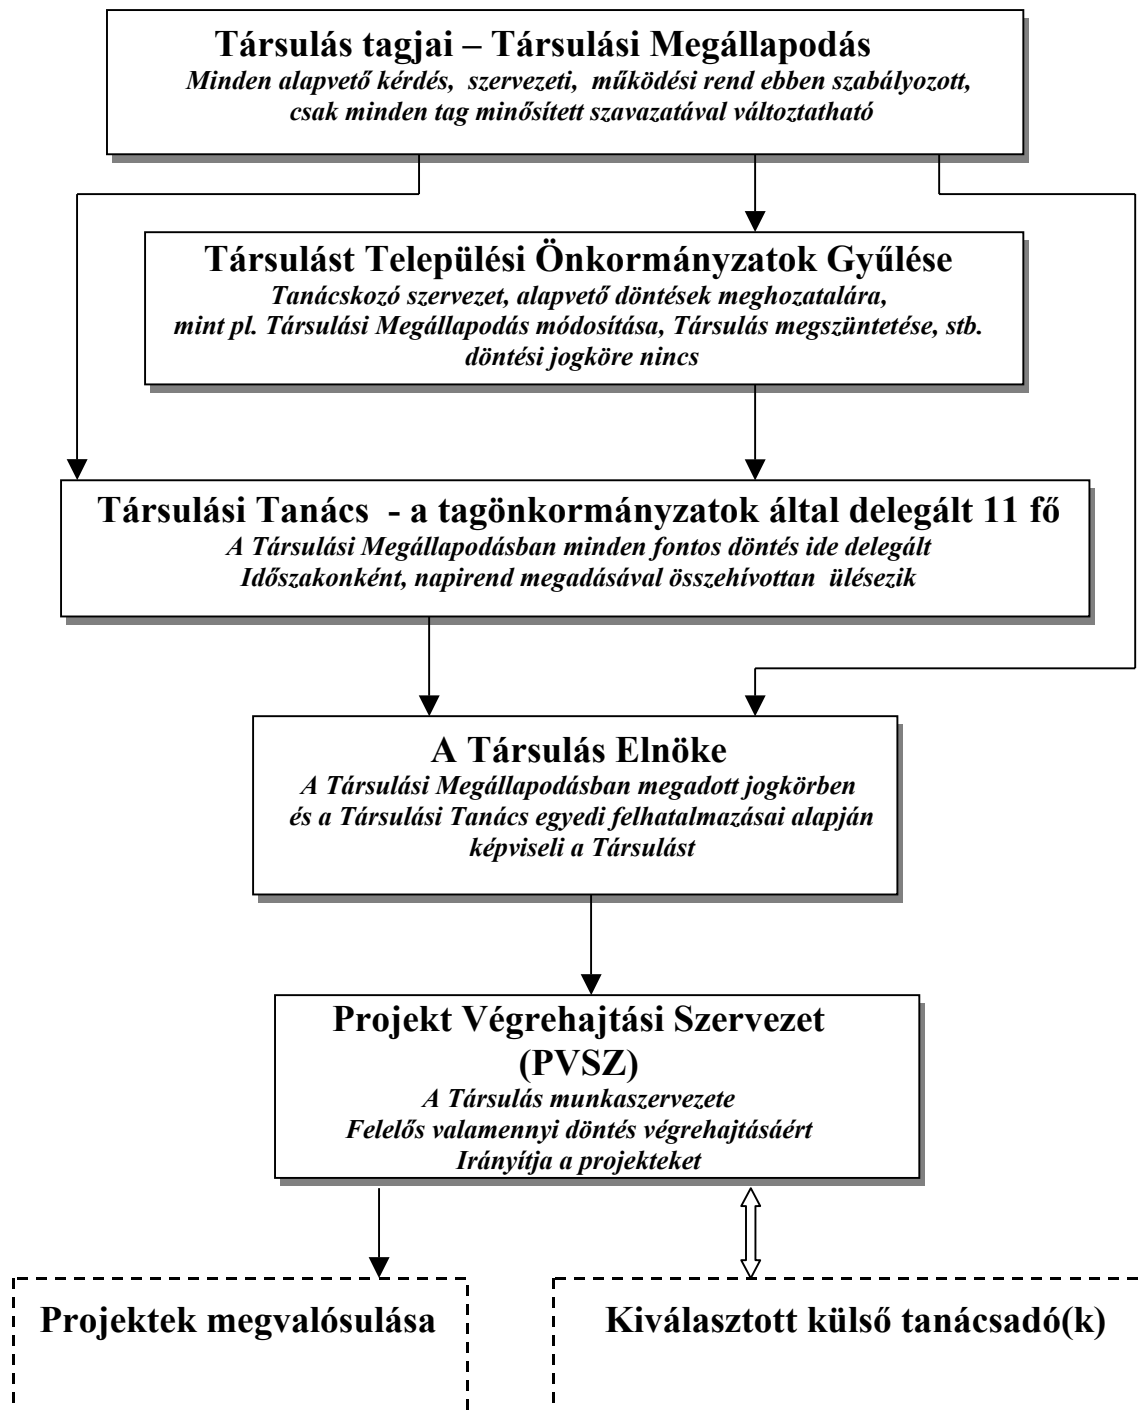 Társulás tagjai – Társulási Megállapodás
Minden alapvető kérdés, szervezeti, működési rend ebben szabályozott,
csak minden tag minősített szavazatával változtatható
Társulást Települési Önkormányzatok Gyűlése
Tanácskozó szervezet, alapvető döntések meghozatalára,
mint pl. Társulási Megállapodás módosítása, Társulás megszüntetése, stb.
döntési jogköre nincs
Társulási Tanács - a tagönkormányzatok által delegált 11 fő
A Társulási Megállapodásban minden fontos döntés ide delegált
Időszakonként, napirend megadásával összehívottan ülésezik
A Társulás Elnöke
A Társulási Megállapodásban megadott jogkörben
és a Társulási Tanács egyedi felhatalmazásai alapján
képviseli a Társulást
Projekt Végrehajtási Szervezet
(PVSZ)
A Társulás munkaszervezete
Felelős valamennyi döntés végrehajtásáért
Irányítja a projekteket
Projektek megvalósulása
Kiválasztott külső tanácsadó(k)